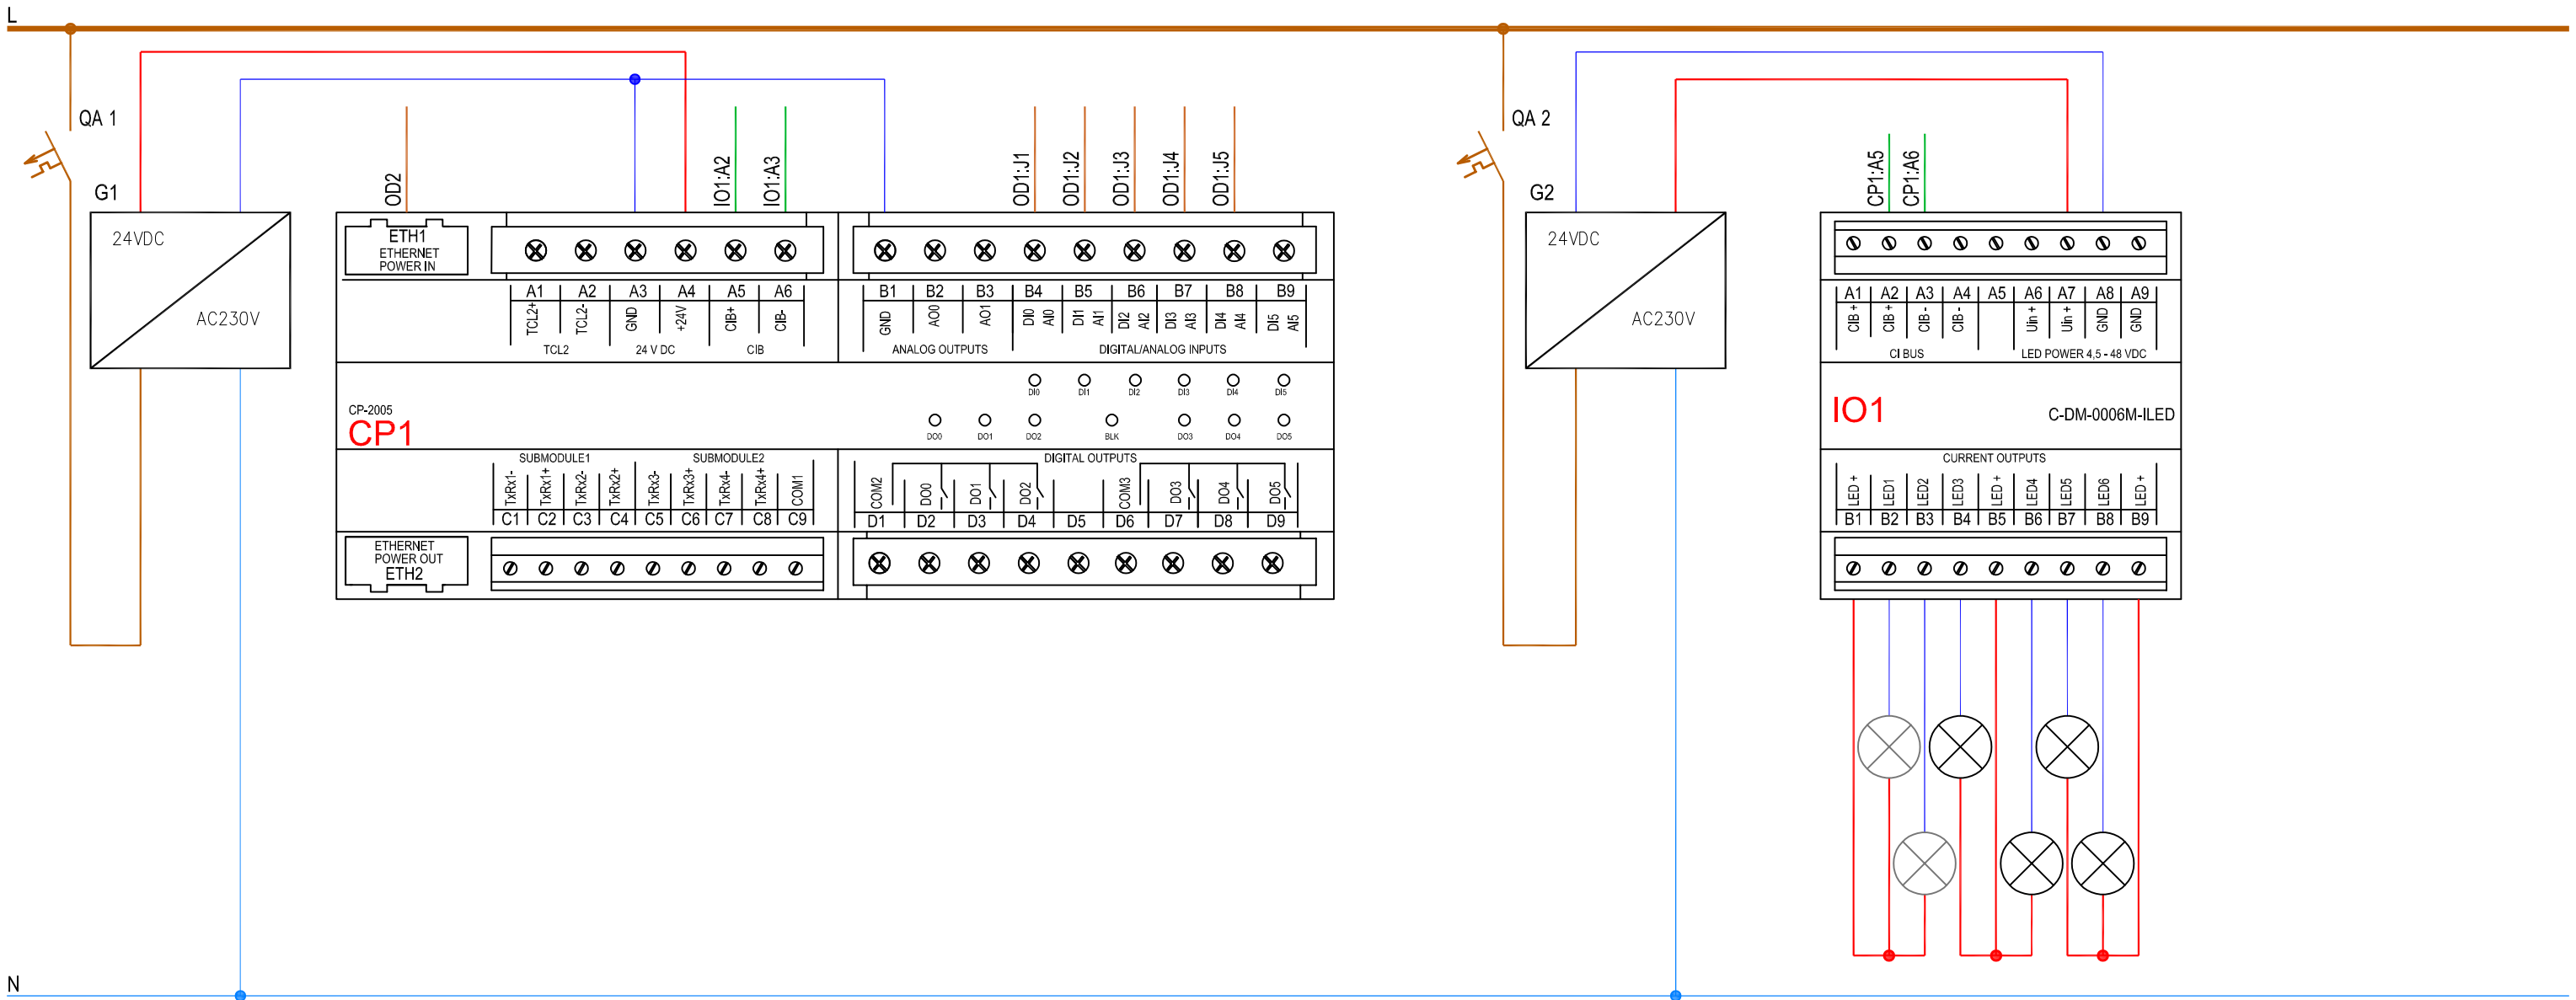 L
QA 1
G1
24VDC
AC230V
OD2
IO1:A2
IO1:A3
OD1:J1
OD1:J2
OD1:J3
OD1:J4
OD1:J5
ETH1
ETHERNET
POWER IN
A1 A2 A3 A4 A5 A6
TCL2+ TCL2- GND +24V CIB+ CIB-
TCL2 24 V DC CIB
B1 B2 B3 B4 B5 B6 B7 B8 B9
GND AO0 AO1 DI0 AI0 DI1 AI1 DI2 AI2 DI3 AI3 DI4 AI4 DI5 AI5
ANALOG OUTPUTS DIGITAL/ANALOG INPUTS
DI0 DI1 DI2 DI3 DI4 DI5
CP-2005
CP1
DO0 DO1 DO2 BLK DO3 DO4 DO5
SUBMODULE1 SUBMODULE2
TxRx1- TxRx1+ TxRx2- TxRx2+ TxRx3- TxRx3+ TxRx4- TxRx4+ COM1
C1 C2 C3 C4 C5 C6 C7 C8 C9
DIGITAL OUTPUTS
COM2 DO0 DO1 DO2 COM3 DO3 DO4 DO5
D1 D2 D3 D4 D5 D6 D7 D8 D9
ETHERNET
POWER OUT
ETH2
QA 2
G2
24VDC
AC230V
CP1:A5
CP1:A6
A1 A2 A3 A4 A5 A6 A7 A8 A9
CIB + CIB + CIB - CIB - Uin + Uin + GND GND
CI BUS LED POWER 4,5 - 48 VDC
IO1
C-DM-0006M-ILED
CURRENT OUTPUTS
LED + LED1 LED2 LED3 LED + LED4 LED5 LED6 LED +
B1 B2 B3 B4 B5 B6 B7 B8 B9
N